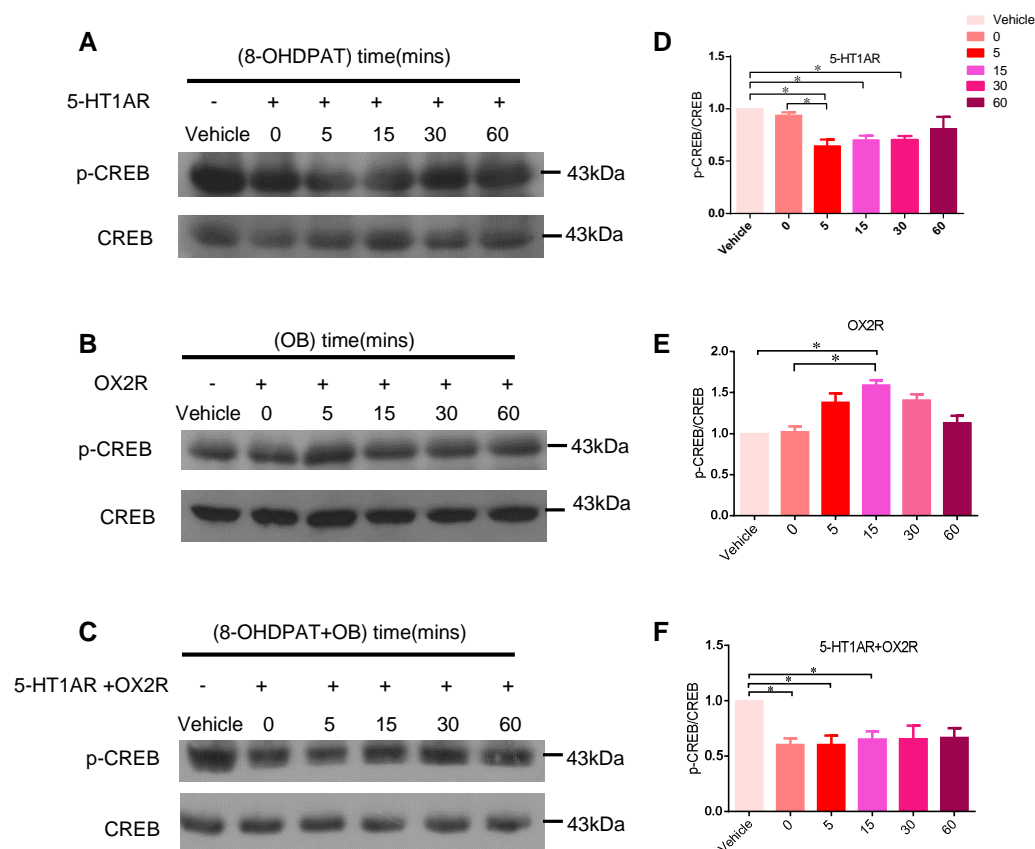 A
(8-OHDPAT) time(mins)
5-HT1AR - + + + + +
Vehicle 0 5 15 30 60
p-CREB 43kDa
CREB 43kDa
B
(OB) time(mins)
OX2R - + + + + +
Vehicle 0 5 15 30 60
p-CREB 43kDa
CREB 43kDa
C
(8-OHDPAT+OB) time(mins)
5-HT1AR +OX2R - + + + + +
Vehicle 0 5 15 30 60
p-CREB 43kDa
CREB 43kDa
D
5-HT1AR
p-CREB/CREB
1.5
1.0
0.5
0.0
* * * *
Vehicle 0 5 15 30 60
Vehicle
0
5
15
30
60
E
OX2R
p-CREB/CREB
2.0
1.5
1.0
0.5
0.0
* *
Vehicle 0 5 15 30 60
F
5-HT1AR+OX2R
p-CREB/CREB
1.5
1.0
0.5
0.0
* * *
Vehicle 0 5 15 30 60